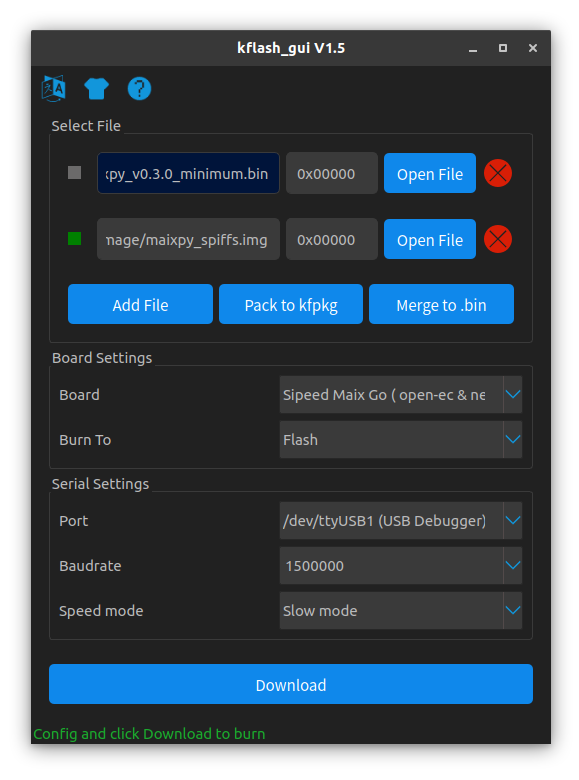 kflash_gui V1.5
Select File
xpy_v0.3.0_minimum.bin 0x00000 Open File
mage/maixpy_spiffs.img 0x00000 Open File
Add File Pack to kfpkg Merge to .bin
Board Settings
Board Sipeed Maix Go ( open-ec & ne
Burn To Flash
Serial Settings
Port /dev/ttyUSB1 (USB Debugger)
Baudrate 1500000
Speed mode Slow mode
Download
Config and click Download to burn